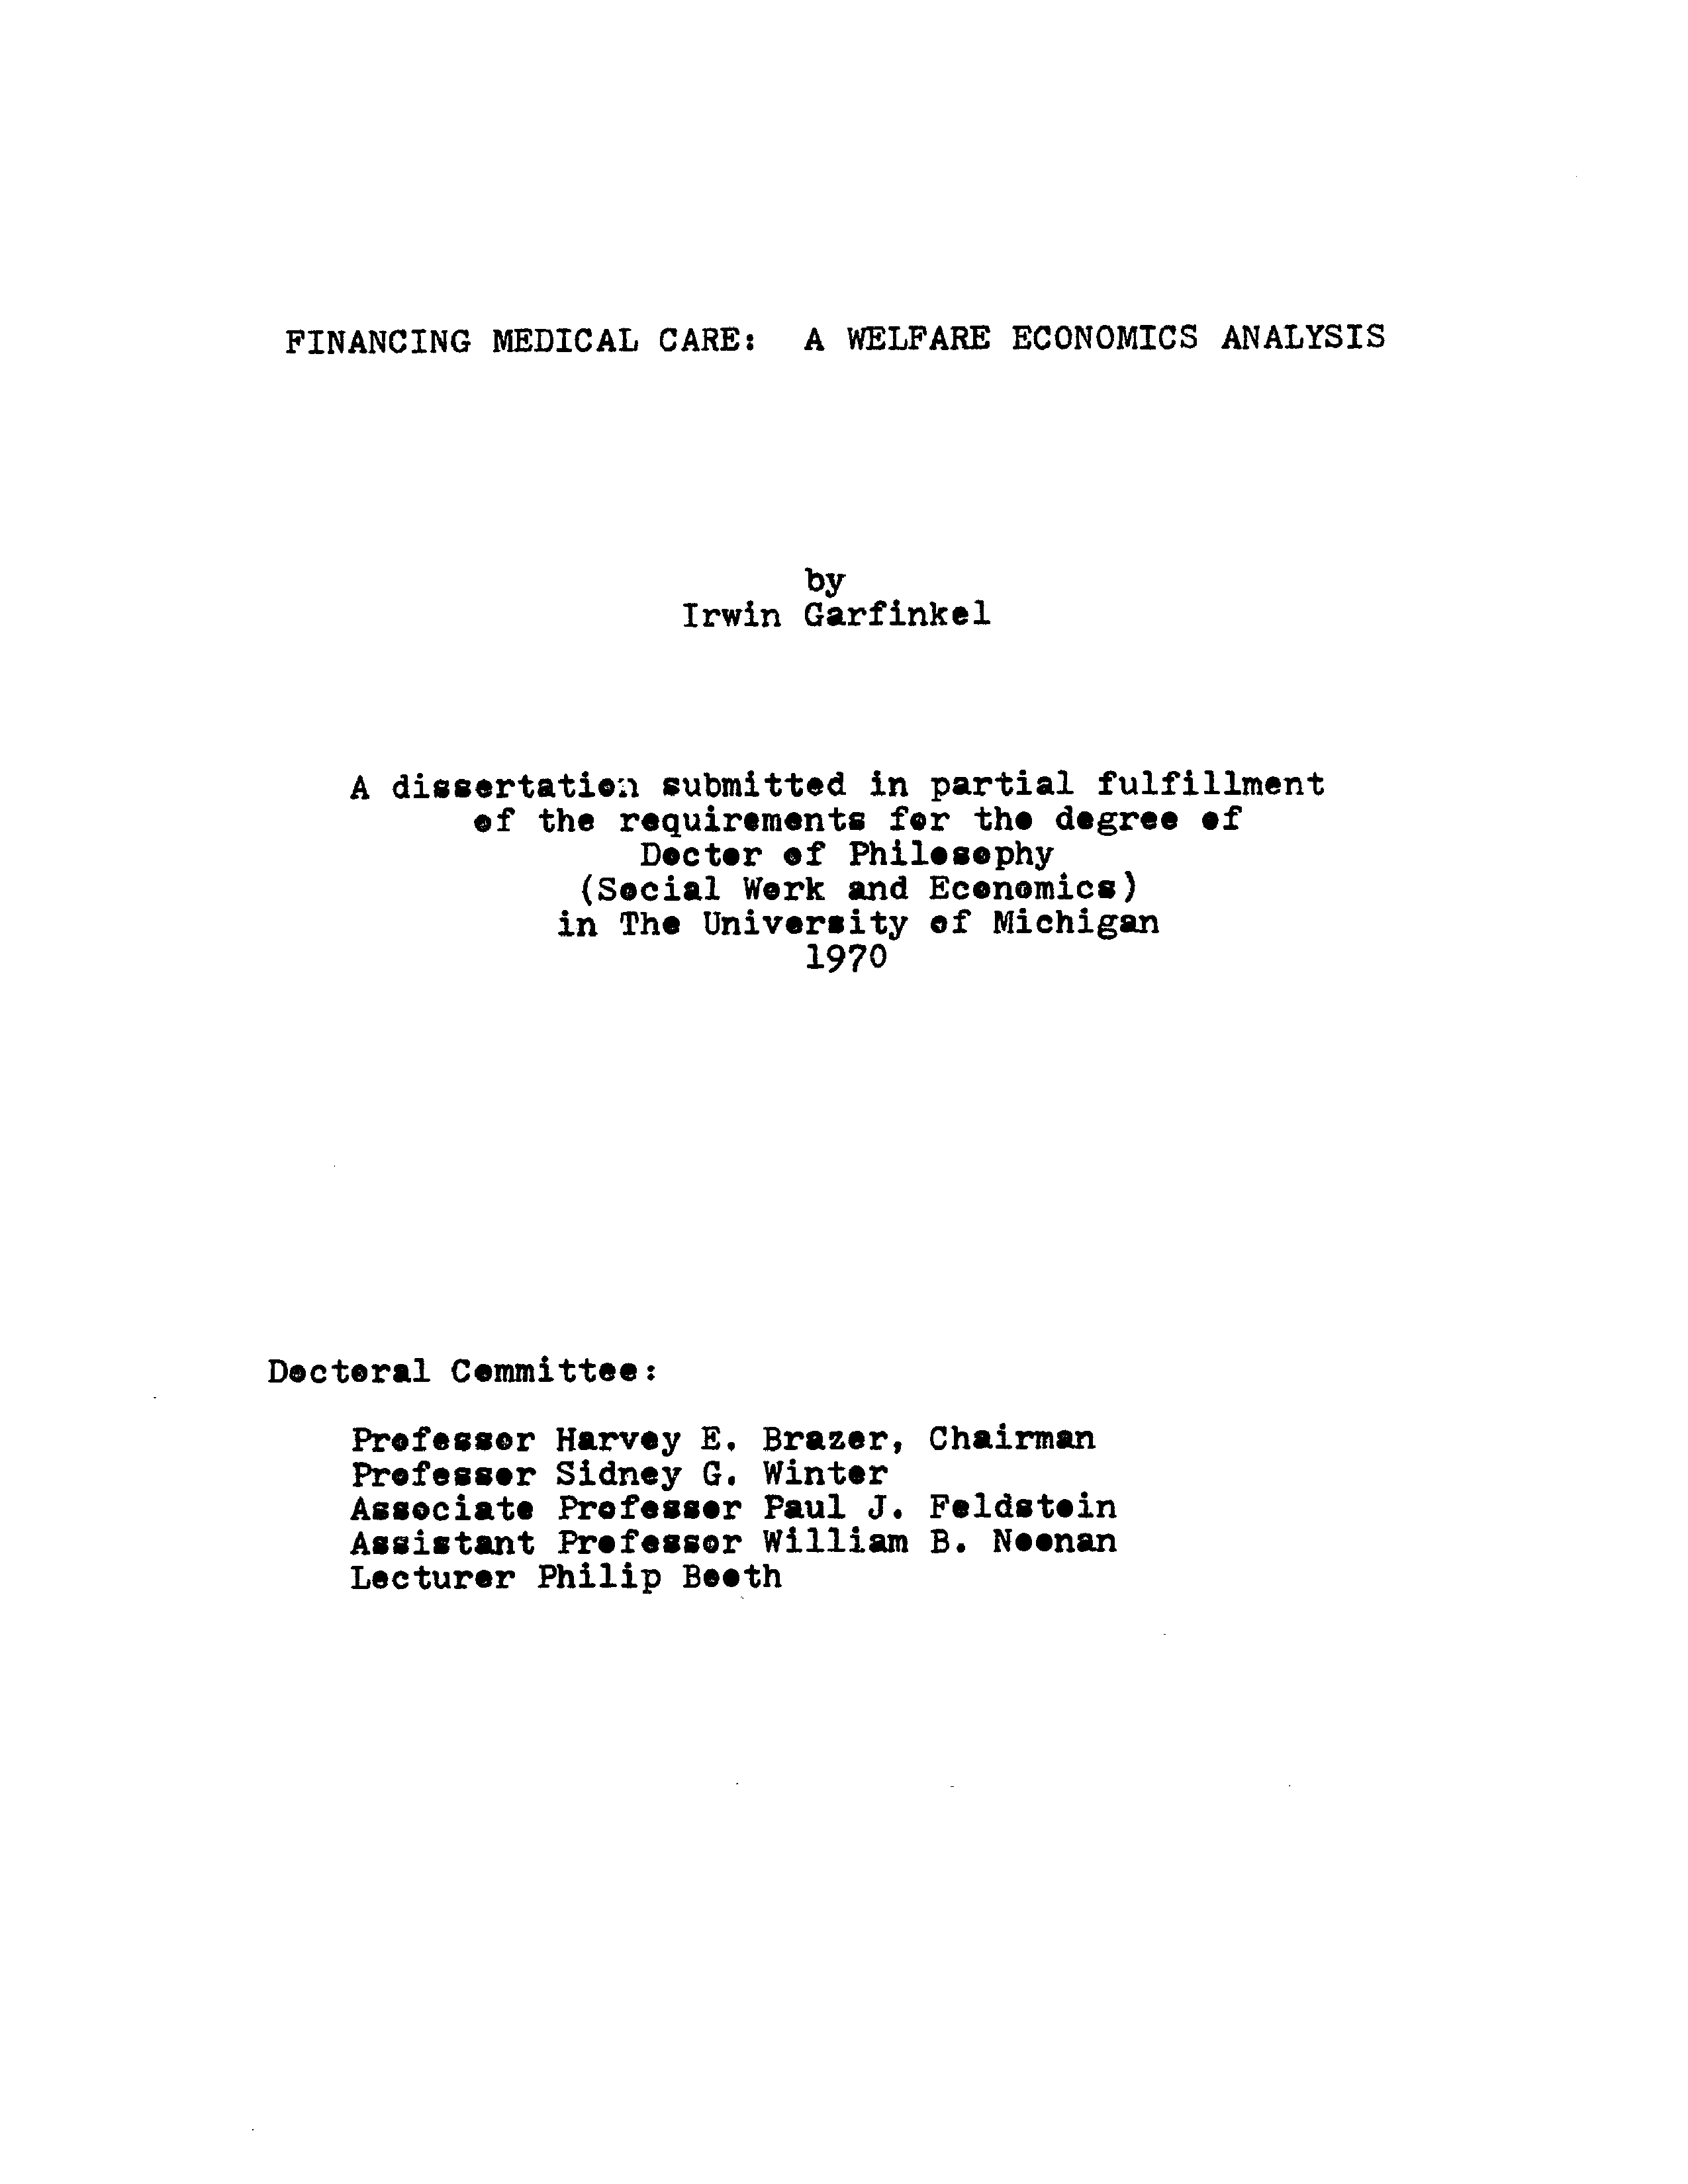 FINANCING MEDICAL CARE: A WELFARE ECONOMICS ANALYSIS
by
Irwin Garfinkel
A dissertation submitted in partial fulfillment
of the requirements for the degree of
Doctor of Philosophy
(Social Work and Economics)
in The University of Michigan
1970
Doctoral Committee:
Professor Harvey E. Brazer, Chairman
Professor Sidney G. Winter
Associate Professor Paul J. Feldstein
Assistant Professor William B. Neenan
Lecturer Philip Booth